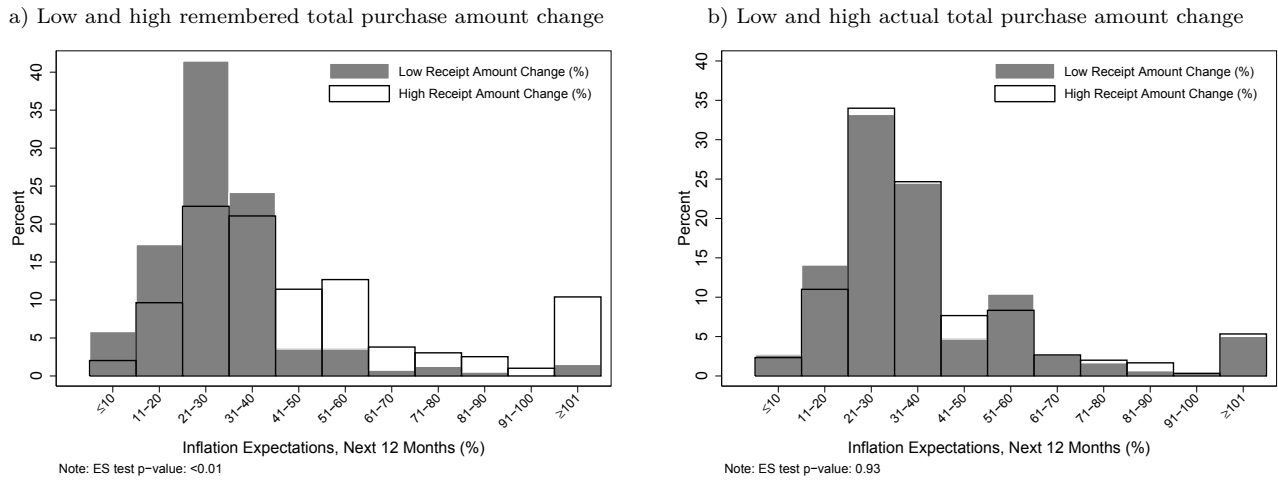 a) Low and high remembered total purchase amount change
Low Receipt Amount Change (%)
High Receipt Amount Change (%)
Percent
40
35
30
25
20
15
10
5
0
≤10 11−20 21−30 31−40 41−50 51−60 61−70 71−80 81−90 91−100 ≥101
Inflation Expectations, Next 12 Months (%)
Note: ES test p−value: <0.01
b) Low and high actual total purchase amount change
Low Receipt Amount Change (%)
High Receipt Amount Change (%)
Percent
40
35
30
25
20
15
10
5
0
≤10 11−20 21−30 31−40 41−50 51−60 61−70 71−80 81−90 91−100 ≥101
Inflation Expectations, Next 12 Months (%)
Note: ES test p−value: 0.93